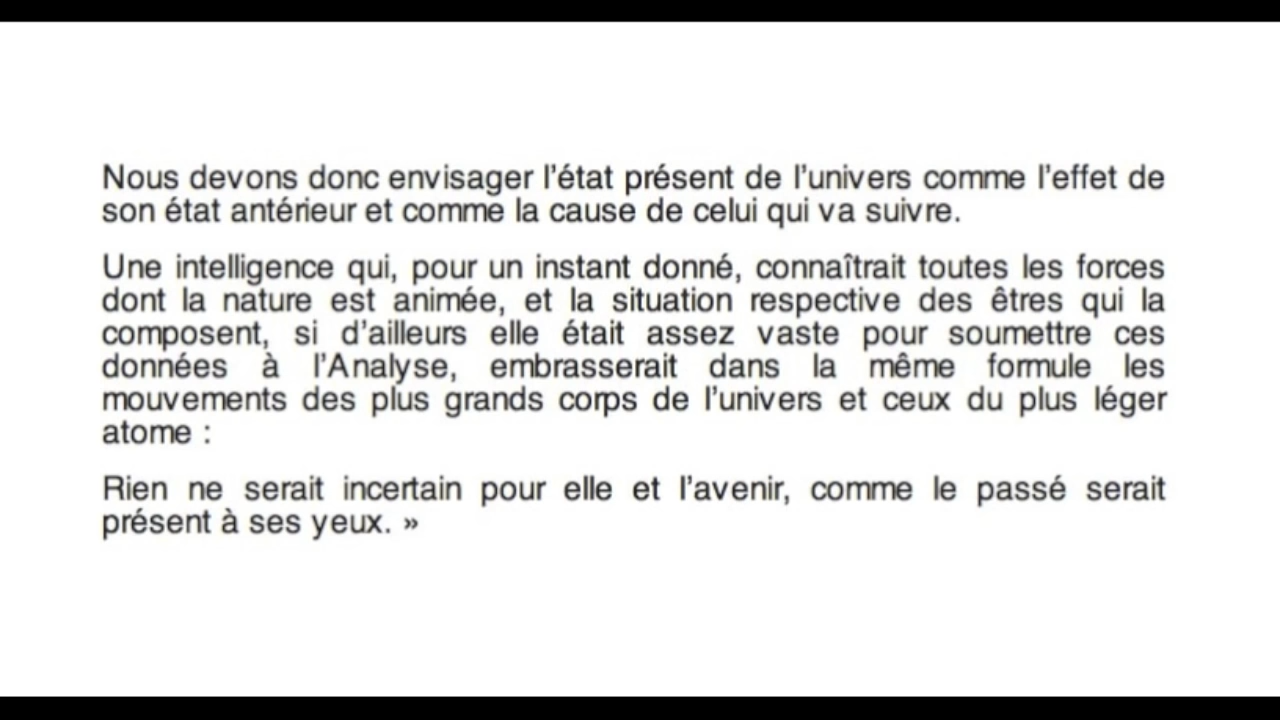 Nous devons donc envisager l’état présent de l’univers comme l’effet de
son état antérieur et comme la cause de celui qui va suivre.
Une intelligence qui, pour un instant donné, connaîtrait toutes les forces
dont la nature est animée, et la situation respective des êtres qui la
composent, si d’ailleurs elle était assez vaste pour soumettre ces
données à l’Analyse, embrasserait dans la même formule les
mouvements des plus grands corps de l’univers et ceux du plus léger
atome :
Rien ne serait incertain pour elle et l’avenir, comme le passé serait
présent à ses yeux. »